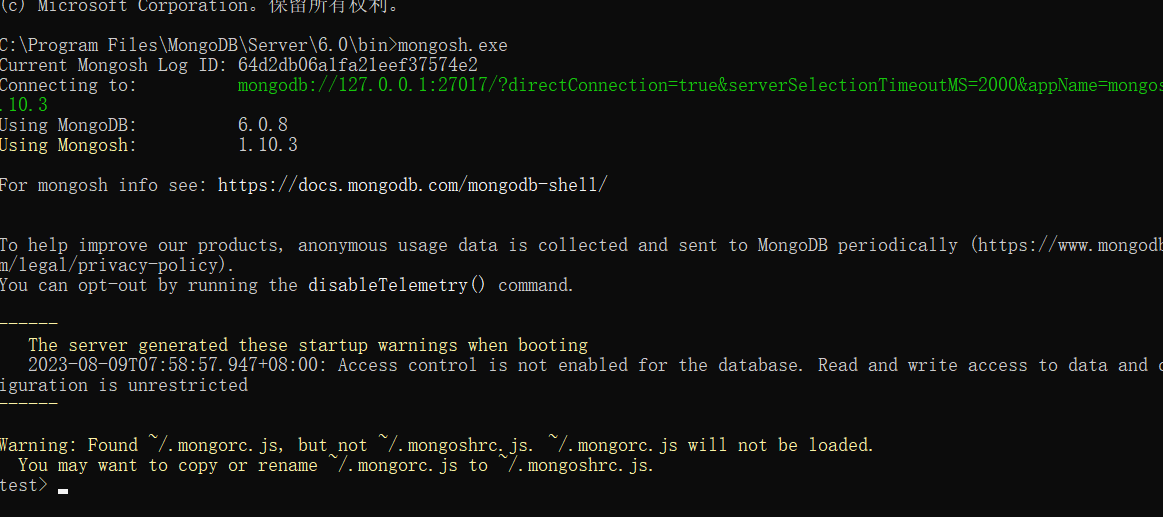 (c) Microsoft Corporation。保留所有权利。
C:\Program Files\MongoDB\Server\6.0\bin>mongosh.exe
Current Mongosh Log ID: 64d2db06a1fa21eef37574e2
Connecting to:          mongodb://127.0.0.1:27017/?directConnection=true&serverSelectionTimeoutMS=2000&appName=mongos
.10.3
Using MongoDB:          6.0.8
Using Mongosh:          1.10.3
For mongosh info see: https://docs.mongodb.com/mongodb-shell/
To help improve our products, anonymous usage data is collected and sent to MongoDB periodically (https://www.mongodb
m/legal/privacy-policy).
You can opt-out by running the disableTelemetry() command.
------
The server generated these startup warnings when booting
2023-08-09T07:58:57.947+08:00: Access control is not enabled for the database. Read and write access to data and c
iguration is unrestricted
------
Warning: Found ~/.mongorc.js, but not ~/.mongoshrc.js. ~/.mongorc.js will not be loaded.
You may want to copy or rename ~/.mongorc.js to ~/.mongoshrc.js.
test>